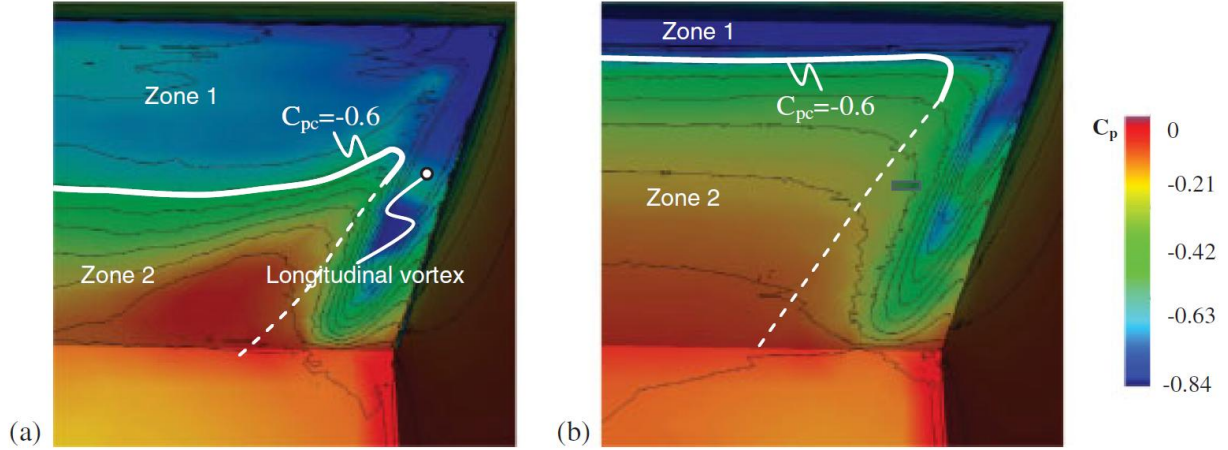 Zone 1
Cpc=-0.6
Zone 2
Longitudinal vortex
(a)
Zone 1
Cpc=-0.6
Zone 2
(b)
Cp
0
-0.21
-0.42
-0.63
-0.84